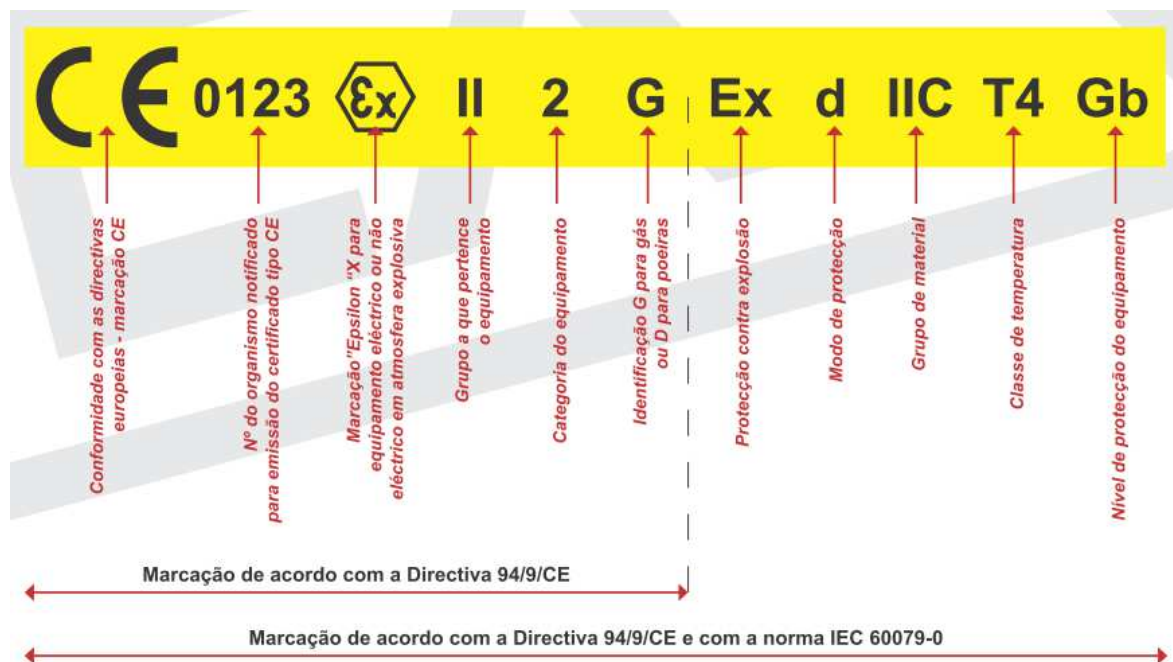 CE 0123 Ex II 2 G Ex d IIC T4 Gb
Conformidade com as directivas
europeias - marcação CE
Nº do organismo notificado
para emissão do certificado tipo CE
Marcação"Epsilon "X para
equipamento eléctrico ou não
eléctrico em atmosfera explosiva
Grupo a que pertence
o equipamento
Categoria do equipamento
Identificação G para gás
ou D para poeiras
Protecção contra explosão
Modo de protecção
Grupo de material
Classe de temperatura
Nível de protecção do equipamento
Marcação de acordo com a Directiva 94/9/CE
Marcação de acordo com a Directiva 94/9/CE e com a norma IEC 60079-0